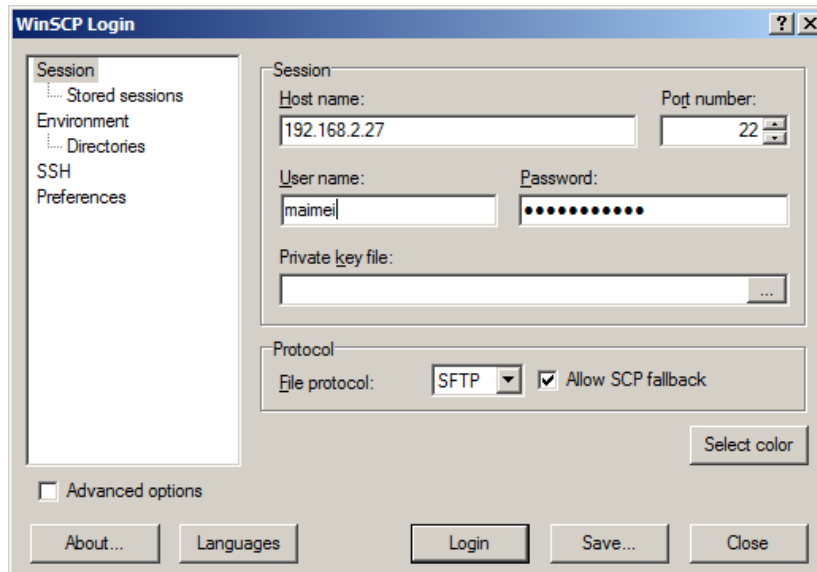 WinSCP Login
Session
Stored sessions
Environment
Directories
SSH
Preferences
Session
Host name:
Port number:
192.168.2.27
22
User name:
Password:
maimei
●●●●●●●●●●●
Private key file:
...
Protocol
File protocol:
SFTP
Allow SCP fallback
Select color
Advanced options
About...
Languages
Login
Save...
Close